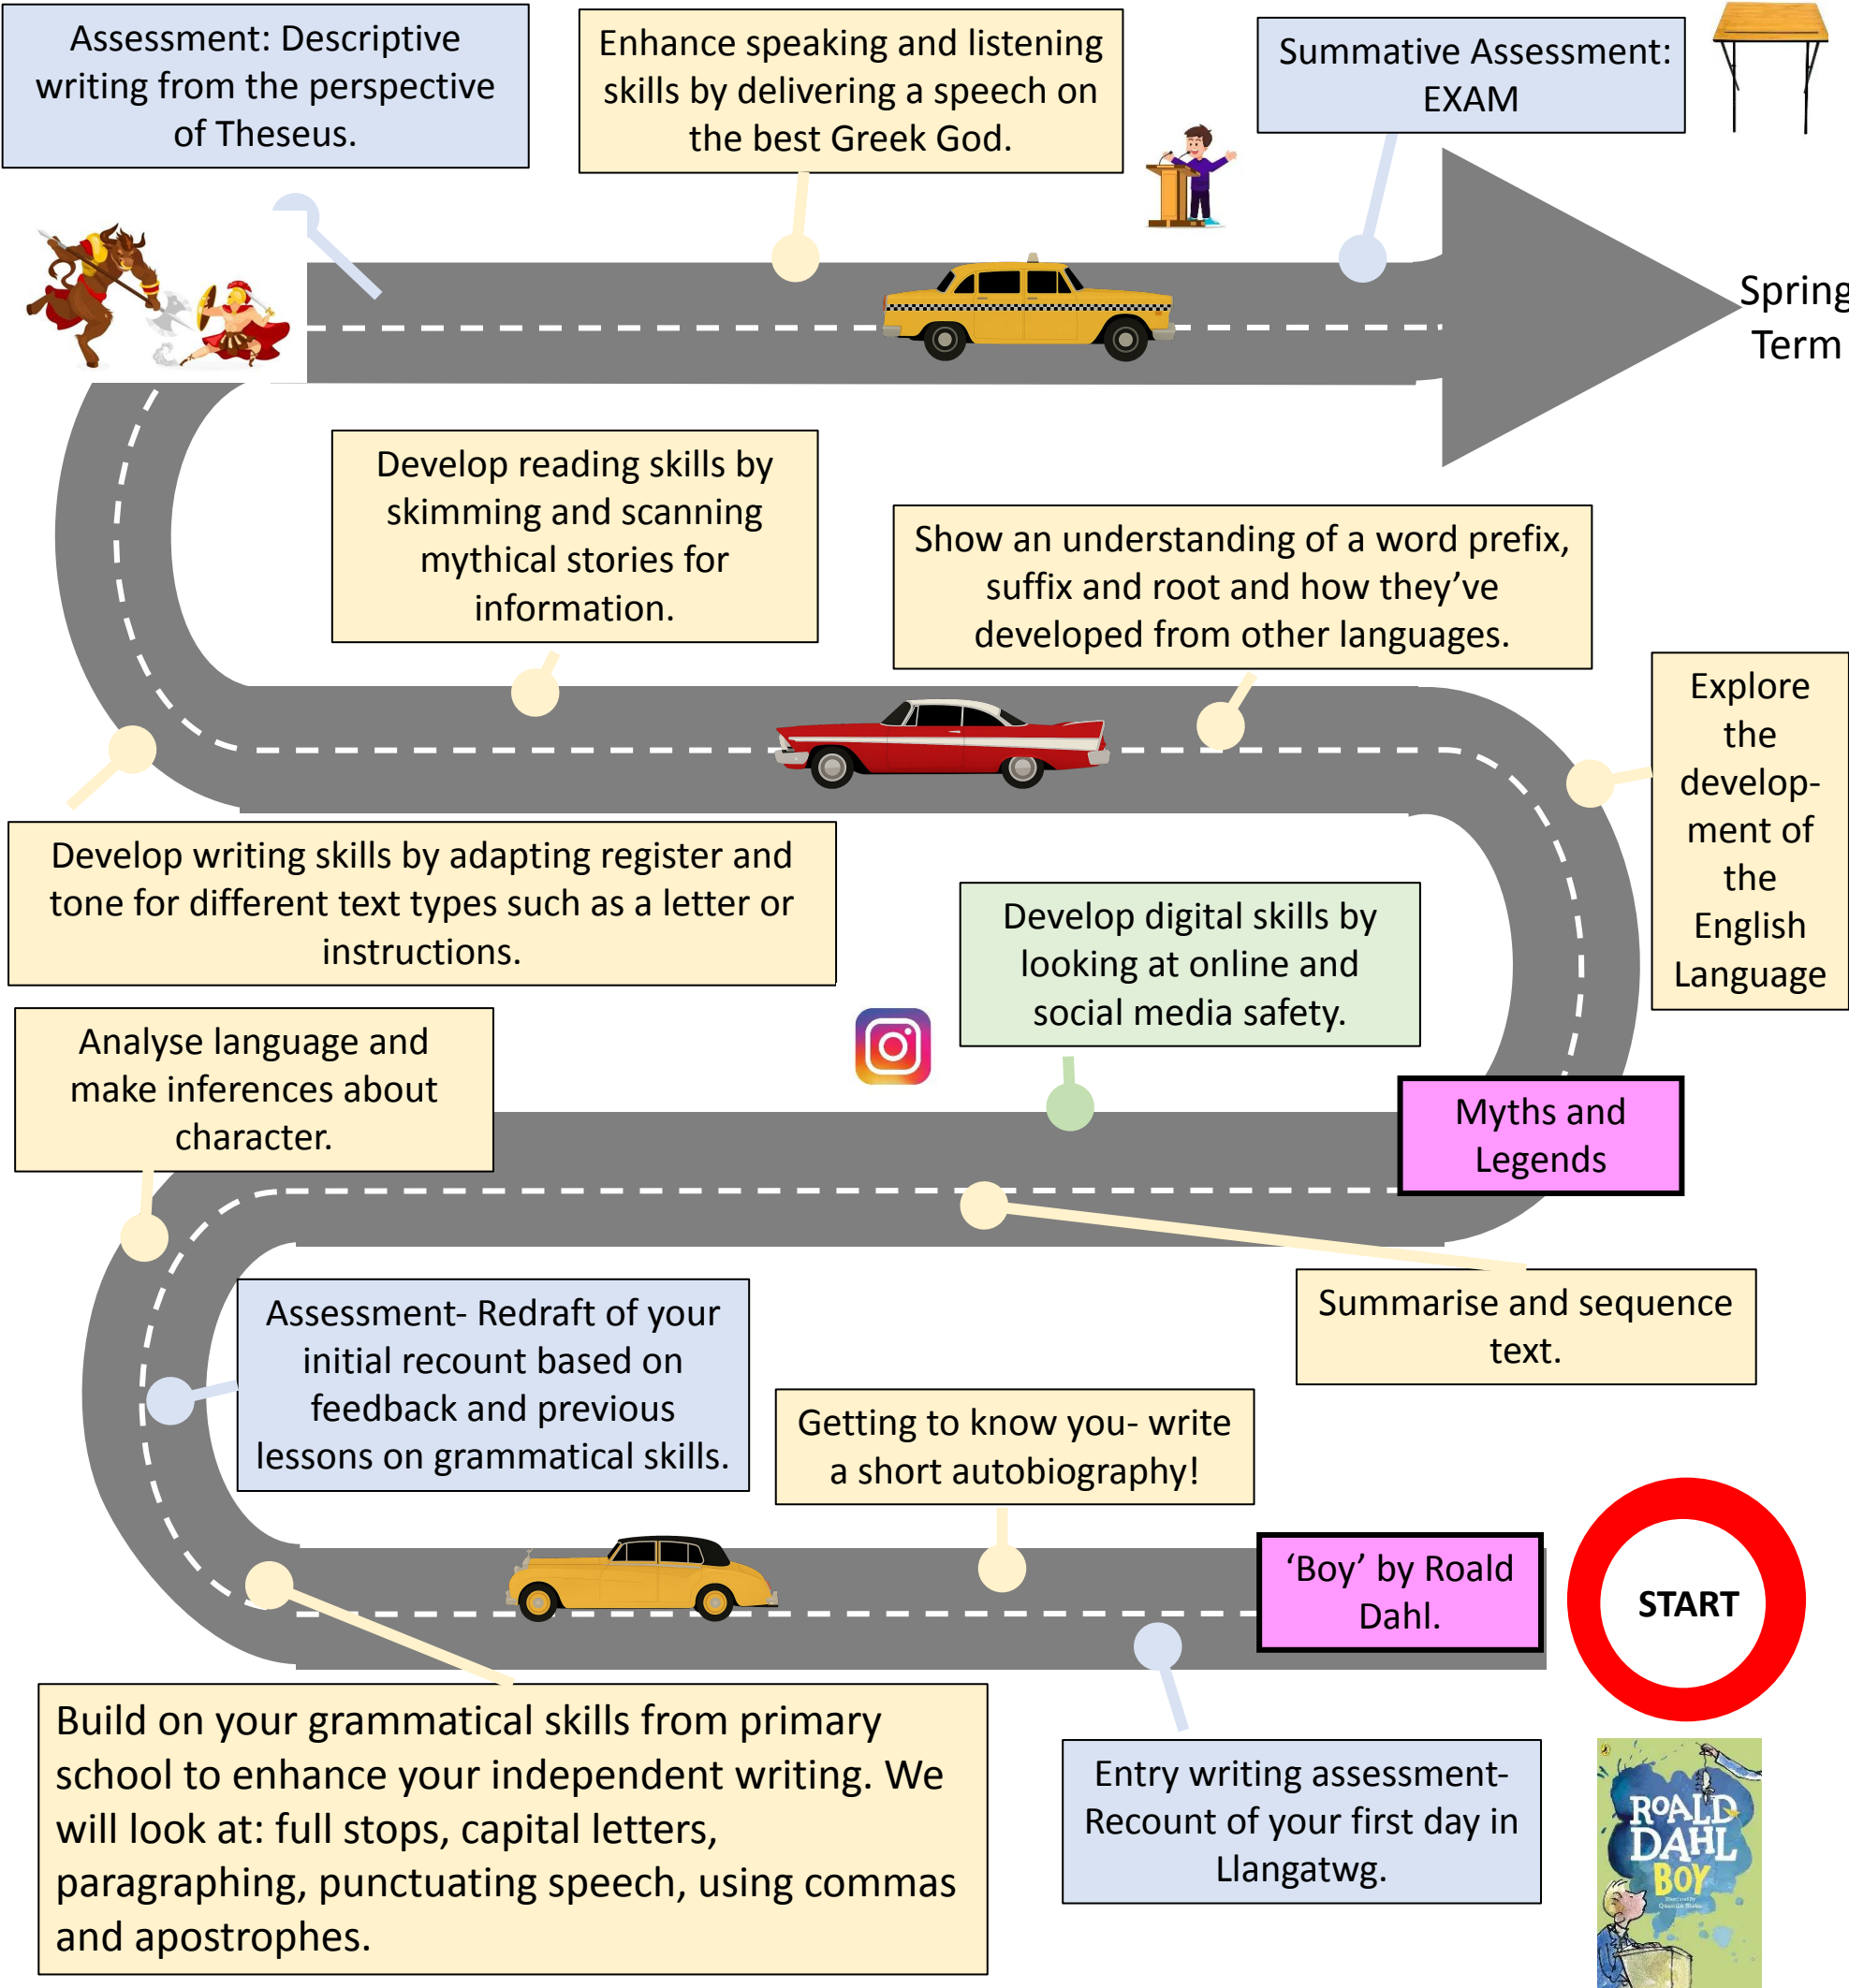 Assessment: Descriptive
writing from the perspective
of Theseus.
Enhance speaking and listening
skills by delivering a speech on
the best Greek God.
Summative Assessment:
EXAM
Spring
Term
Develop reading skills by
skimming and scanning
mythical stories for
information.
Show an understanding of a word prefix,
suffix and root and how they’ve
developed from other languages.
Explore
the
develop-
ment of
the
English
Language
Develop writing skills by adapting register and
tone for different text types such as a letter or
instructions.
Develop digital skills by
looking at online and
social media safety.
Analyse language and
make inferences about
character.
Myths and
Legends
Assessment- Redraft of your
initial recount based on
feedback and previous
lessons on grammatical skills.
Summarise and sequence
text.
Getting to know you- write
a short autobiography!
‘Boy’ by Roald
Dahl.
START
Build on your grammatical skills from primary
school to enhance your independent writing. We
will look at: full stops, capital letters,
paragraphing, punctuating speech, using commas
and apostrophes.
Entry writing assessment-
Recount of your first day in
Llangatwg.
ROALD
DAHL
BOY
Quentin Blake